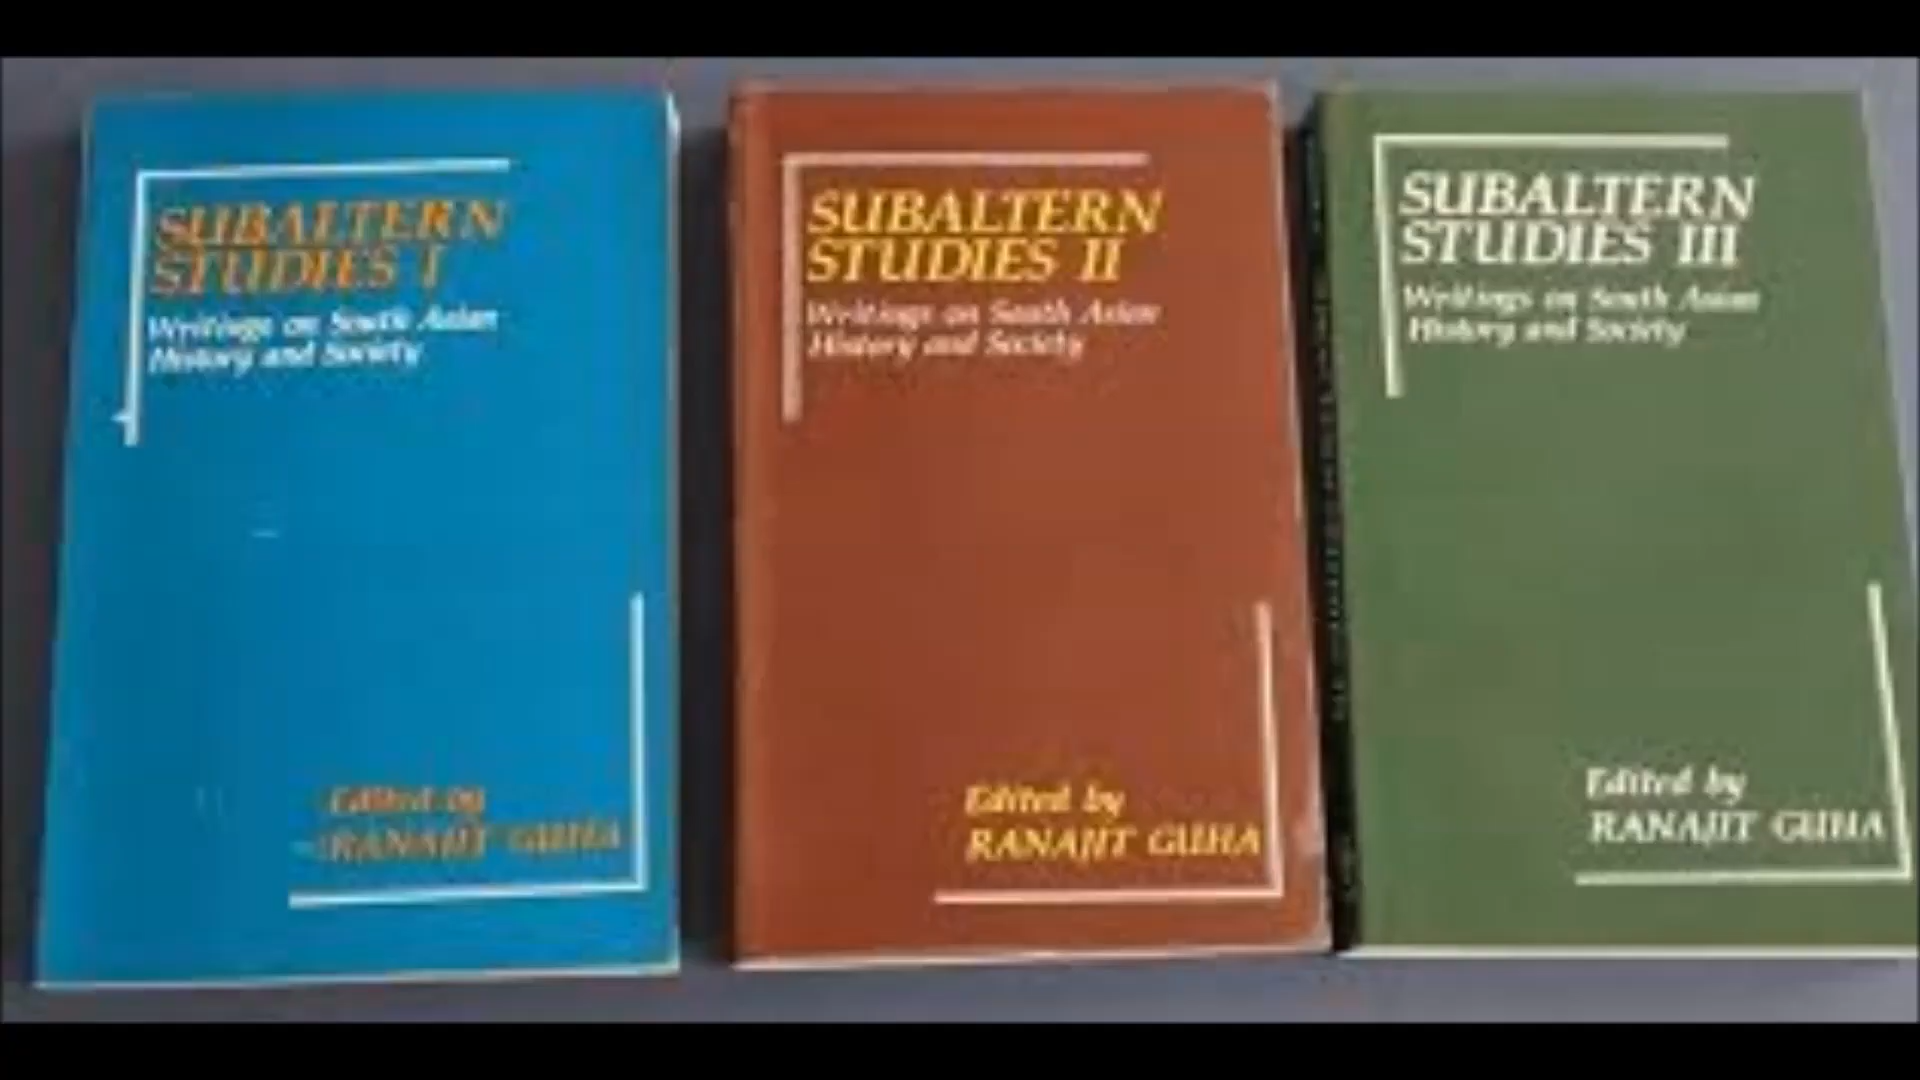 SUBALTERN
STUDIES I
Writings on South Asian
History and Society
Edited by
RANAJIT GUHA
SUBALTERN
STUDIES II
Writings on South Asian
History and Society
Edited by
RANAJIT GUHA
SUBALTERN
STUDIES III
Writings on South Asian
History and Society
Edited by
RANAJIT GUHA